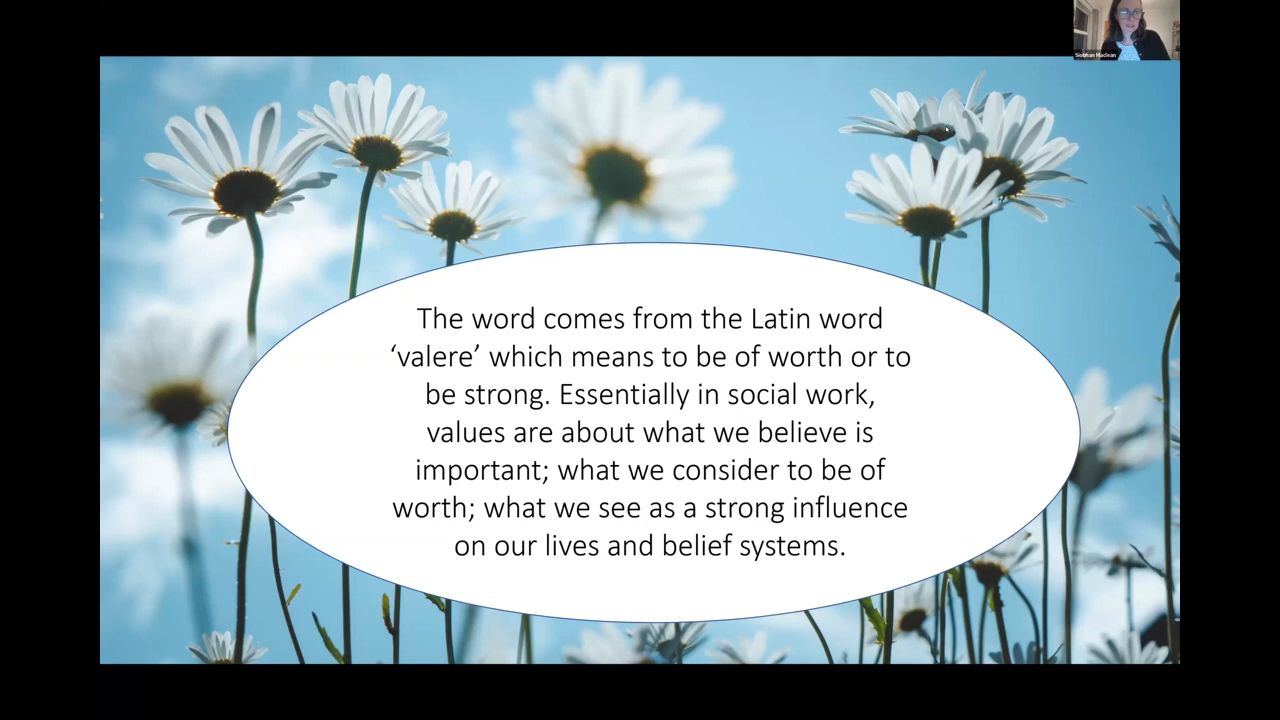 Siobhan Maclean
The word comes from the Latin word
‘valere’ which means to be of worth or to
be strong. Essentially in social work,
values are about what we believe is
important; what we consider to be of
worth; what we see as a strong influence
on our lives and belief systems.